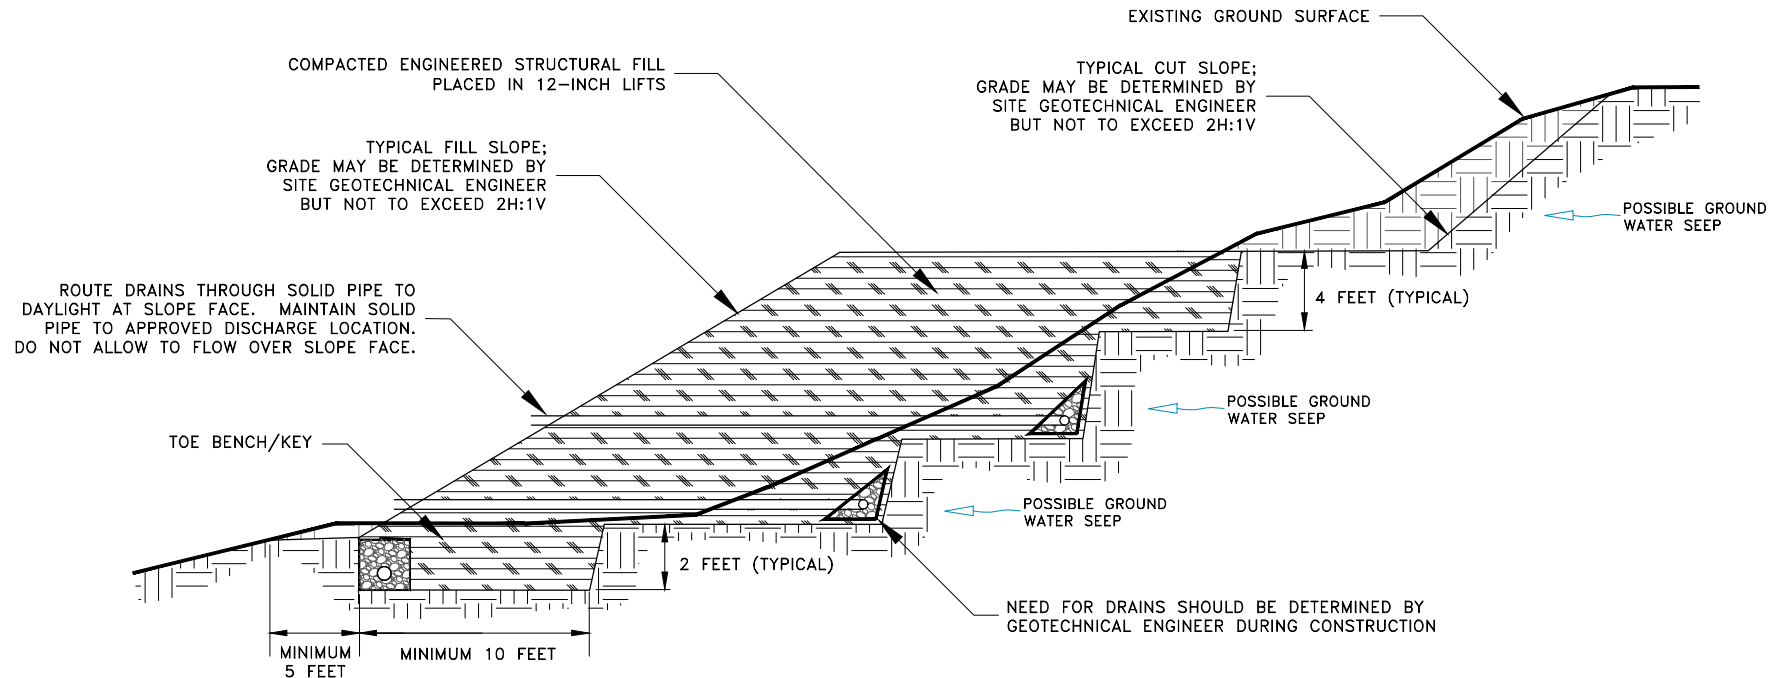 EXISTING GROUND SURFACE
COMPACTED ENGINEERED STRUCTURAL FILL
PLACED IN 12-INCH LIFTS
TYPICAL CUT SLOPE;
GRADE MAY BE DETERMINED BY
SITE GEOTECHNICAL ENGINEER
BUT NOT TO EXCEED 2H:1V
TYPICAL FILL SLOPE;
GRADE MAY BE DETERMINED BY
SITE GEOTECHNICAL ENGINEER
BUT NOT TO EXCEED 2H:1V
POSSIBLE GROUND
WATER SEEP
ROUTE DRAINS THROUGH SOLID PIPE TO
DAYLIGHT AT SLOPE FACE.  MAINTAIN SOLID
PIPE TO APPROVED DISCHARGE LOCATION.
DO NOT ALLOW TO FLOW OVER SLOPE FACE.
4 FEET (TYPICAL)
POSSIBLE GROUND
WATER SEEP
TOE BENCH/KEY
POSSIBLE GROUND
WATER SEEP
2 FEET (TYPICAL)
NEED FOR DRAINS SHOULD BE DETERMINED BY
GEOTECHNICAL ENGINEER DURING CONSTRUCTION
MINIMUM
5 FEET
MINIMUM 10 FEET